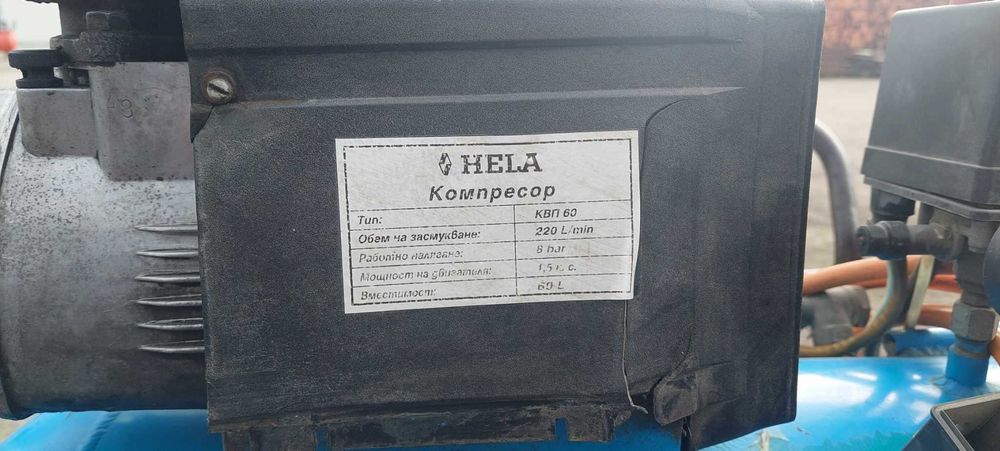 HELA
Компресор
Тип: КВП 60
Обем на засмукване: 220 L/min
Работно налягане: 8 bar
Мощност на двигателя: 1,5 к. с.
Вместимост: 60 L